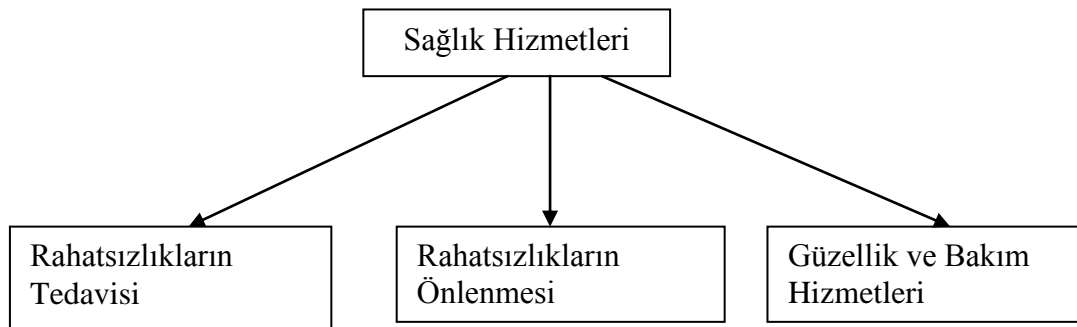 Sağlık Hizmetleri
Rahatsızlıkların
Tedavisi
Rahatsızlıkların
Önlenmesi
Güzellik ve Bakım
Hizmetleri